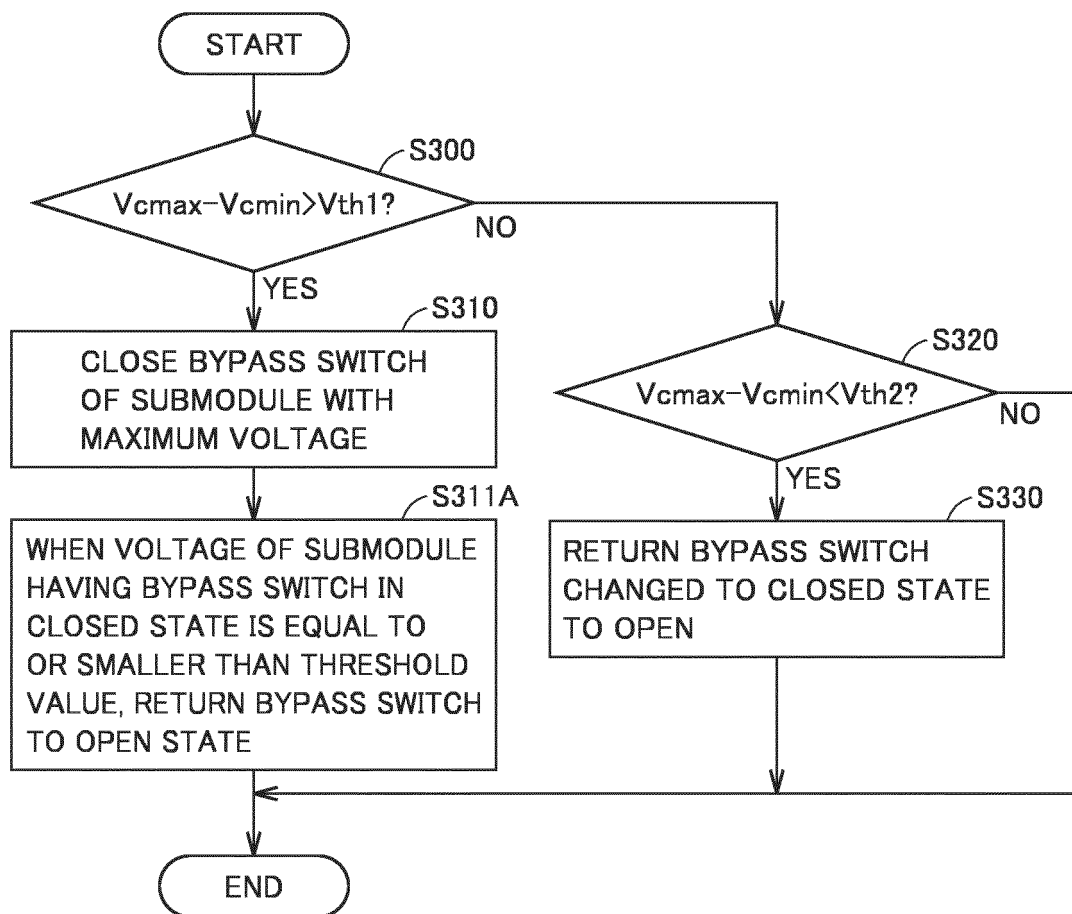 START
S300
Vcmax-Vcmin>Vth1?
NO
YES
S310
CLOSE BYPASS SWITCH
OF SUBMODULE WITH
MAXIMUM VOLTAGE
S311A
WHEN VOLTAGE OF SUBMODULE
HAVING BYPASS SWITCH IN
CLOSED STATE IS EQUAL TO
OR SMALLER THAN THRESHOLD
VALUE, RETURN BYPASS SWITCH
TO OPEN STATE
S320
Vcmax-Vcmin<Vth2?
NO
YES
S330
RETURN BYPASS SWITCH
CHANGED TO CLOSED STATE
TO OPEN
END